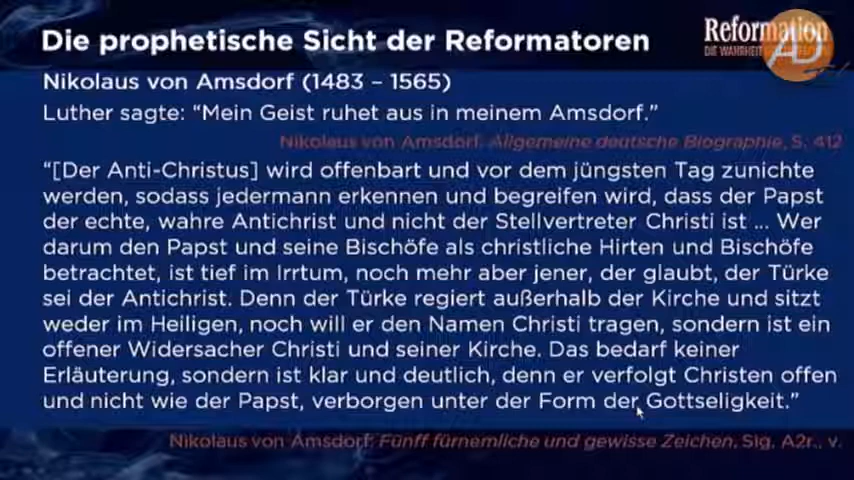 Die prophetische Sicht der Reformatoren
Reformation
DIE WAHRHEIT
Nikolaus von Amsdorf (1483 – 1565)
Luther sagte: “Mein Geist ruhet aus in meinem Amsdorf.”
Nikolaus von Amsdorf: Allgemeine deutsche Biographie, S. 412
“[Der Anti-Christus] wird offenbart und vor dem jüngsten Tag zunichte
werden, sodass jedermann erkennen und begreifen wird, dass der Papst
der echte, wahre Antichrist und nicht der Stellvertreter Christi ist ... Wer
darum den Papst und seine Bischöfe als christliche Hirten und Bischöfe
betrachtet, ist tief im Irrtum, noch mehr aber jener, der glaubt, der Türke
sei der Antichrist. Denn der Türke regiert außerhalb der Kirche und sitzt
weder im Heiligen, noch will er den Namen Christi tragen, sondern ist ein
offener Widersacher Christi und seiner Kirche. Das bedarf keiner
Erläuterung, sondern ist klar und deutlich, denn er verfolgt Christen offen
und nicht wie der Papst, verborgen unter der Form der Gottseligkeit.”
Nikolaus von Amsdorf: Fünff fürnemliche und gewisse Zeichen, Sig. A2r., v.